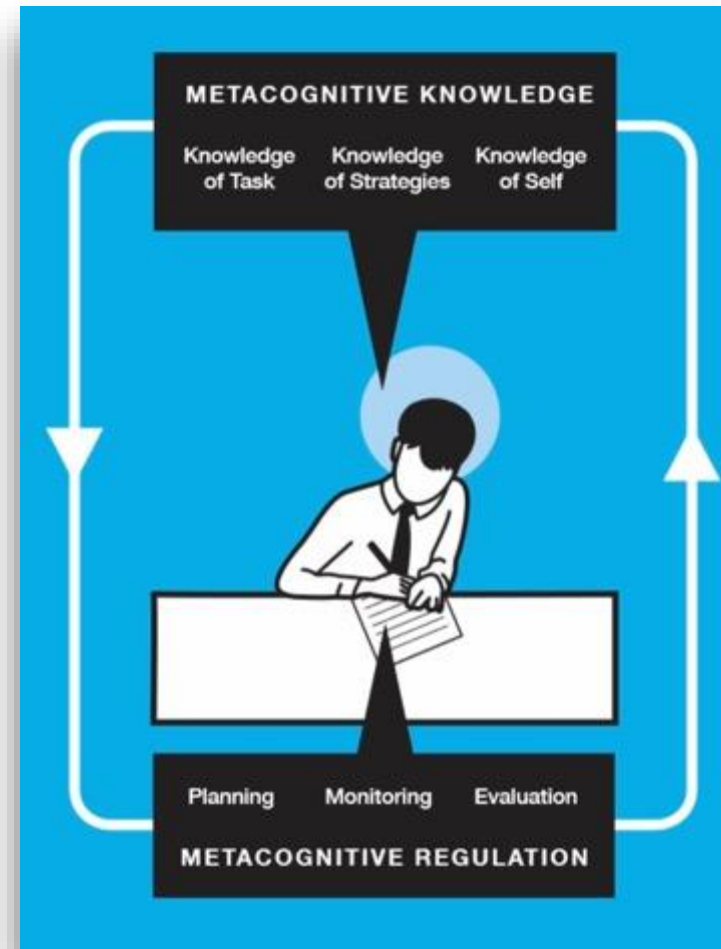 METACOGNITIVE KNOWLEDGE
Knowledge of Task
Knowledge of Strategies
Knowledge of Self
Planning Monitoring Evaluation
METACOGNITIVE REGULATION